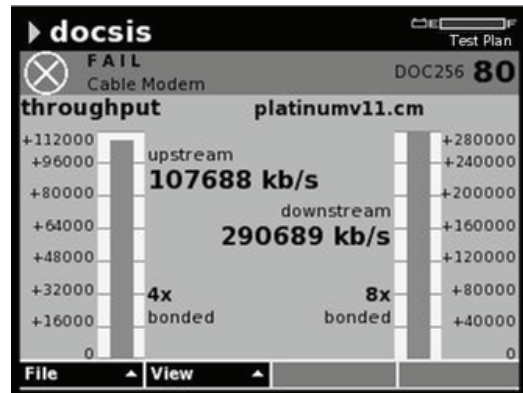 docsis
E F
Test Plan
FAIL
Cable Modem
DOC256 80
throughput platinumv11.cm
+112000
+96000
+80000
+64000
+48000
+32000
+16000
0
upstream
107688 kb/s
downstream
290689 kb/s
4x
bonded
8x
bonded
+280000
+240000
+200000
+160000
+120000
+80000
+40000
0
File View